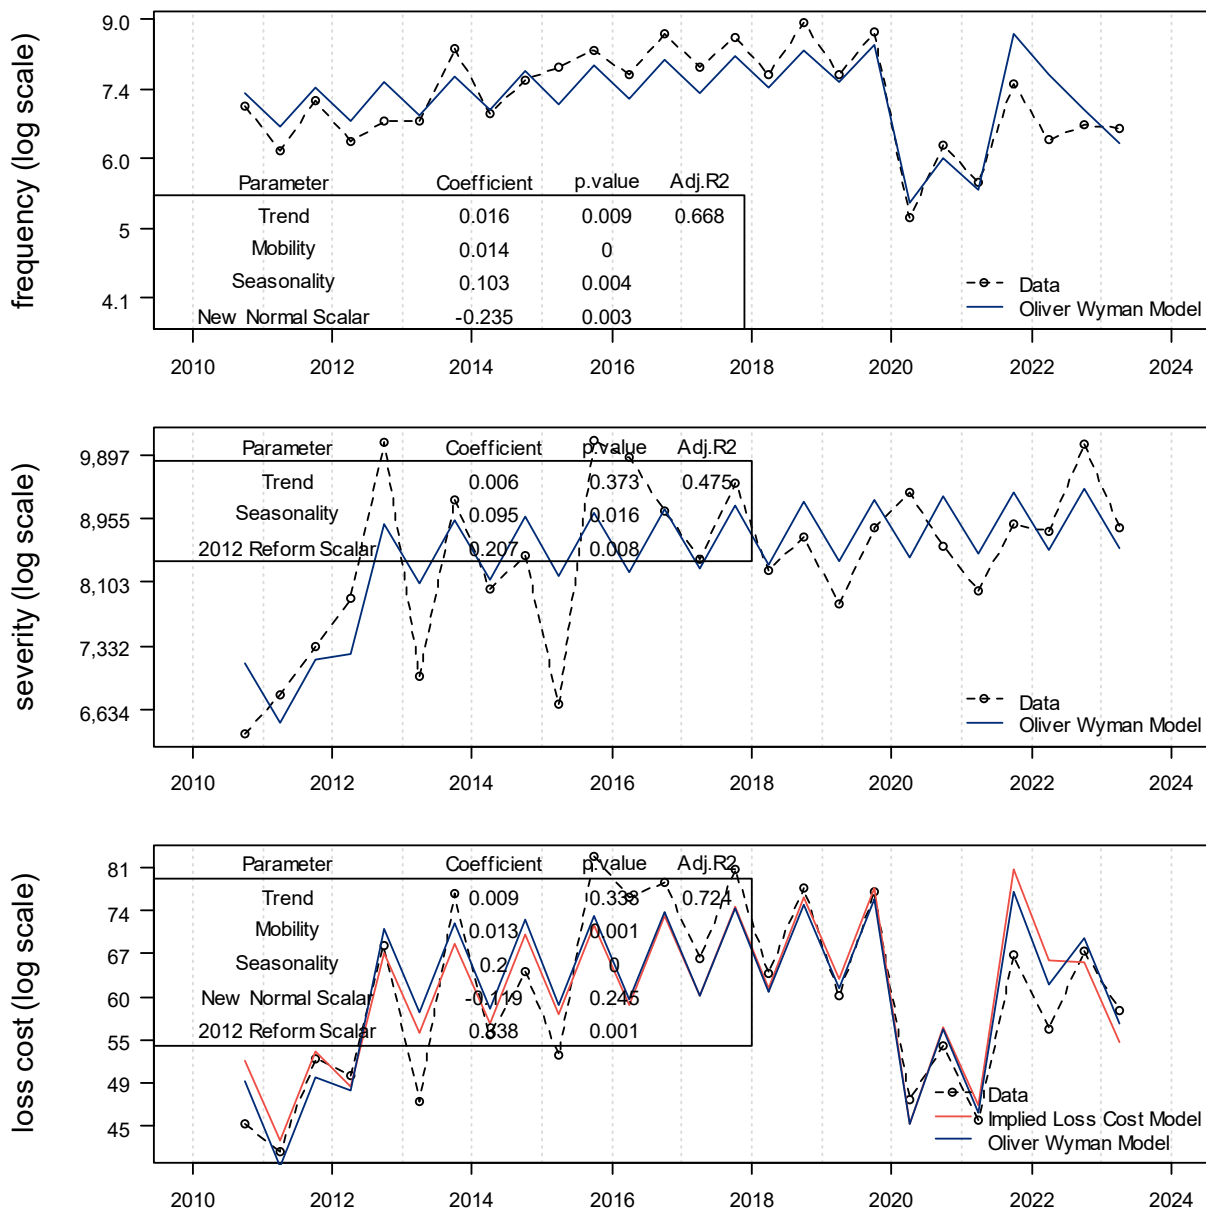 frequency (log scale)
9.0
7.4
6.0
5
4.1
Parameter Coefficient p.value Adj.R2
Trend 0.016 0.009 0.668
Mobility 0.014 0
Seasonality 0.103 0.004
New Normal Scalar -0.235 0.003
Data
Oliver Wyman Model
2010 2012 2014 2016 2018 2020 2022 2024
severity (log scale)
9,897
8,955
8,103
7,332
6,634
Parameter Coefficient p.value Adj.R2
Trend 0.006 0.373 0.475
Seasonality 0.095 0.016
2012 Reform Scalar 0.207 0.008
Data
Oliver Wyman Model
2010 2012 2014 2016 2018 2020 2022 2024
loss cost (log scale)
81
74
67
60
55
49
45
Parameter Coefficient p.value Adj.R2
Trend 0.009 0.338 0.724
Mobility 0.013 0.001
Seasonality 0.2 0
New Normal Scalar -0.119 0.245
2012 Reform Scalar 0.001
Data
Implied Loss Cost Model
Oliver Wyman Model
2010 2012 2014 2016 2018 2020 2022 2024